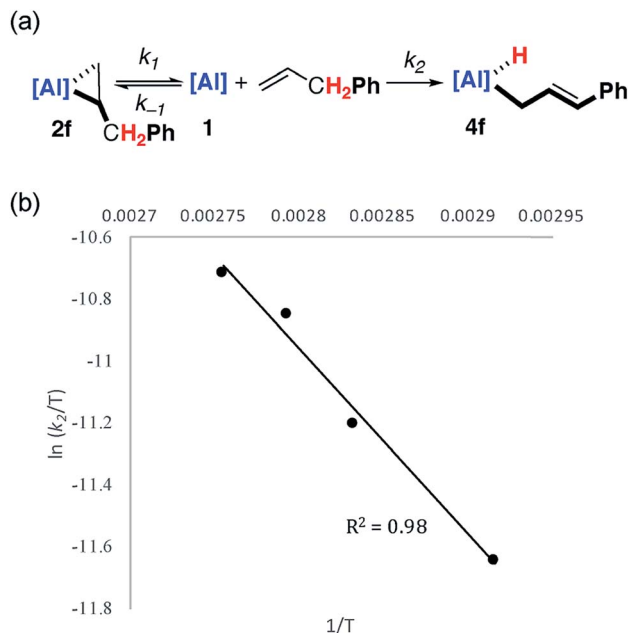 (a)
k₁
k₋₁
k₂
[Al]
[Al] +
CH₂Ph
[Al]
H
Ph
2f
CH₂Ph
1
4f
(b)
0.0027 0.00275 0.0028 0.00285 0.0029 0.00295
-10.6
-10.8
-11
-11.2
-11.4
-11.6
-11.8
ln (k₂/T)
R² = 0.98
1/T